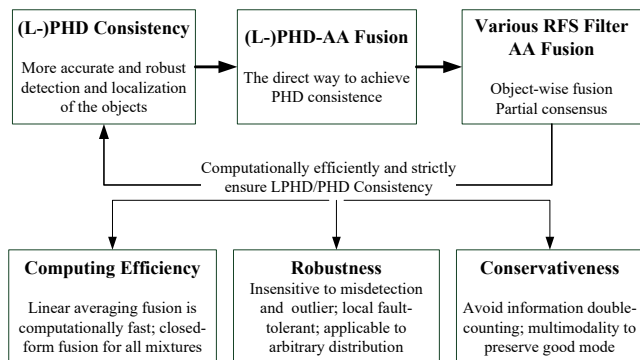 (L-)PHD Consistency
More accurate and robust
detection and localization
of the objects
(L-)PHD-AA Fusion
The direct way to achieve
PHD consistence
Various RFS Filter
AA Fusion
Object-wise fusion
Partial consensus
Computationally efficiently and strictly
ensure LPHD/PHD Consistency
Computing Efficiency
Linear averaging fusion is
computationally fast; closed-
form fusion for all mixtures
Robustness
Insensitive to misdetection
and outlier; local fault-
tolerant; applicable to
arbitrary distribution
Conservativeness
Avoid information double-
counting; multimodality to
preserve good mode